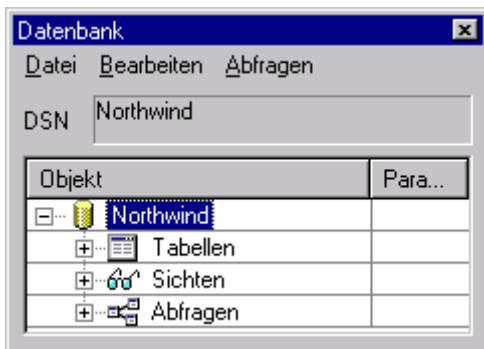 Datenbank
Datei Bearbeiten Abfragen
DSN Northwind
Objekt Para...
Northwind
Tabellen
Sichten
Abfragen